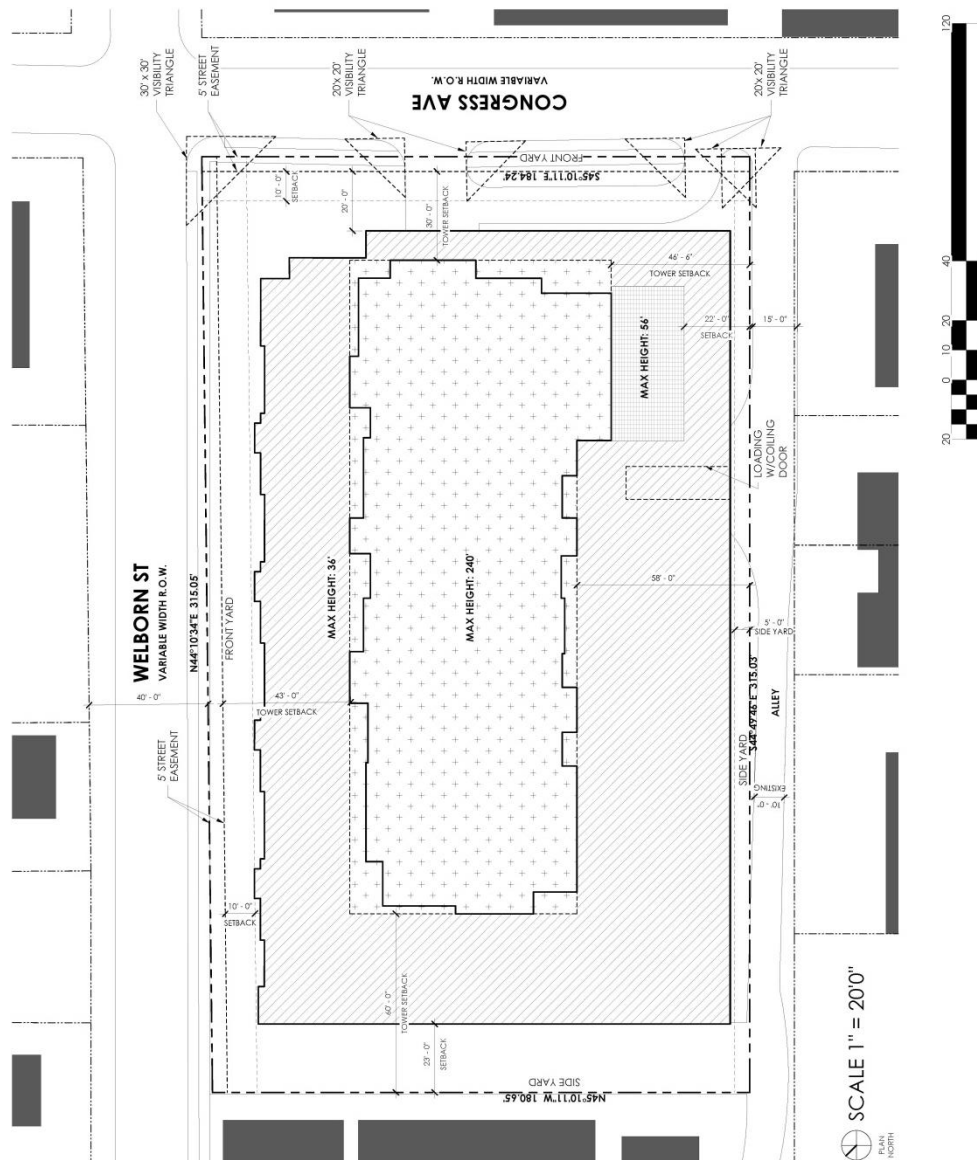 30' x 30'
VISIBILITY
TRIANGLE
5' STREET
EASEMENT
20'x 20'
VISIBILITY
TRIANGLE
CONGRESS AVE
VARIABLE WIDTH R.O.W.
20'x 20'
VISIBILITY
TRIANGLE
FRONT YARD
S45°10'11"E 184.24'
10' - 0"
SETBACK
20' - 0"
30' - 0"
TOWER SETBACK
46' - 6"
TOWER SETBACK
22' - 0"
SETBACK
15' - 0"
MAX HEIGHT: 56'
LOADING
W/COILING
DOOR
WELBORN ST
VARIABLE WIDTH R.O.W.
N44°10'34"E 315.05'
FRONT YARD
MAX HEIGHT: 36'
MAX HEIGHT: 240'
58' - 0"
5' - 0"
SIDE YARD
40' - 0"
43' - 0"
TOWER SETBACK
S44°49'46"E 315.03'
ALLEY
SIDE YARD
5' STREET
EASEMENT
10' - 0"
EXISTING
10' - 0"
SETBACK
60' - 0"
TOWER SETBACK
23' - 0"
SETBACK
SIDE YARD
N45°10'11"W 180.65'
PLAN
NORTH
SCALE 1" = 20'0"
20
0
10
20
40
120